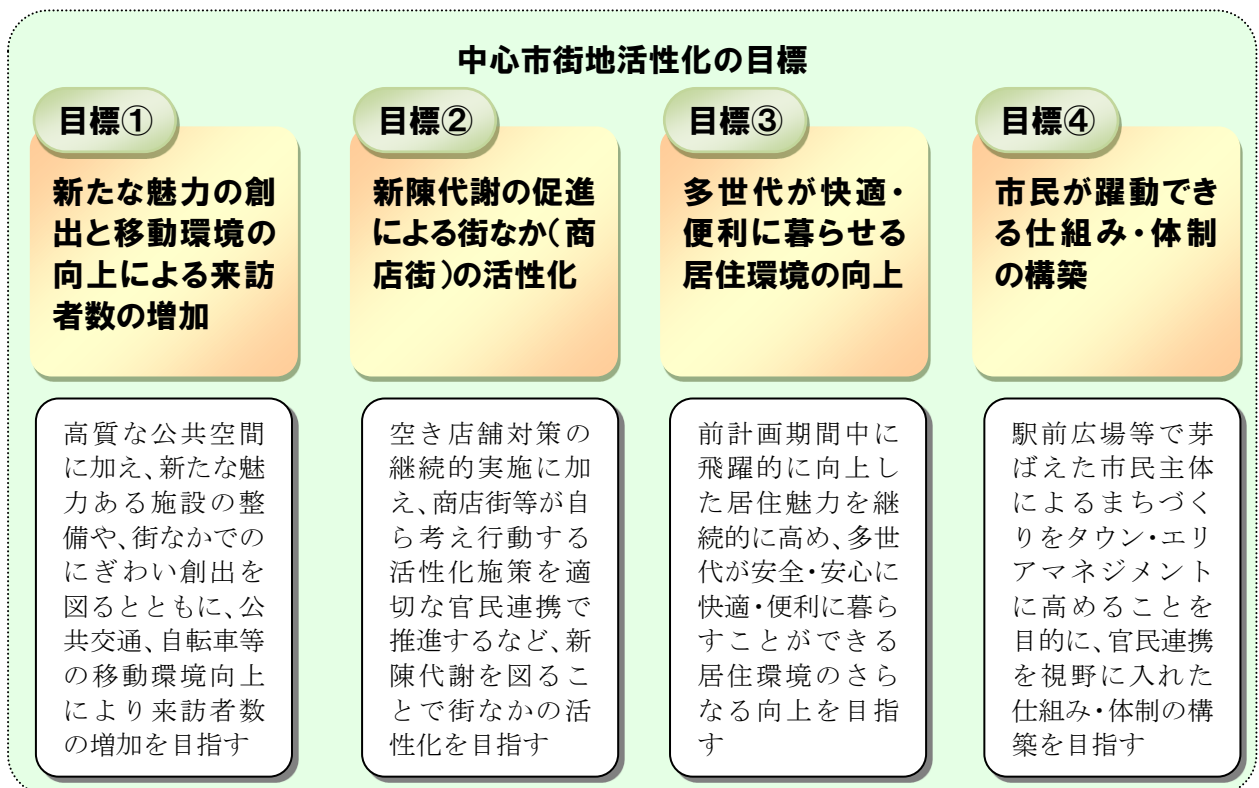 中心市街地活性化の目標
目標①
新たな魅力の創
出と移動環境の
向上による来訪
者数の増加
高質な公共空間
に加え、新たな魅
力ある施設の整
備や、街なかでの
にぎわい創出を
図るとともに、公
共交通、自転車等
の移動環境向上
により来訪者数
の増加を目指す
目標②
新陳代謝の促進
による街なか(商
店街)の活性化
空き店舗対策の
継続的実施に加
え、商店街等が自
ら考え行動する
活性化施策を適
切な官民連携で
推進するなど、新
陳代謝を図るこ
とで街なかの活
性化を目指す
目標③
多世代が快適・
便利に暮らせる
居住環境の向上
前計画期間中に
飛躍的に向上し
た居住魅力を継
続的に高め、多世
代が安全・安心に
快適・便利に暮ら
すことができる
居住環境のさら
なる向上を目指
す
目標④
市民が躍動でき
る仕組み・体制
の構築
駅前広場等で芽
ばえた市民主体
によるまちづく
りをタウン・エリ
アマネジメント
に高めることを
目的に、官民連携
を視野に入れた
仕組み・体制の構
築を目指す